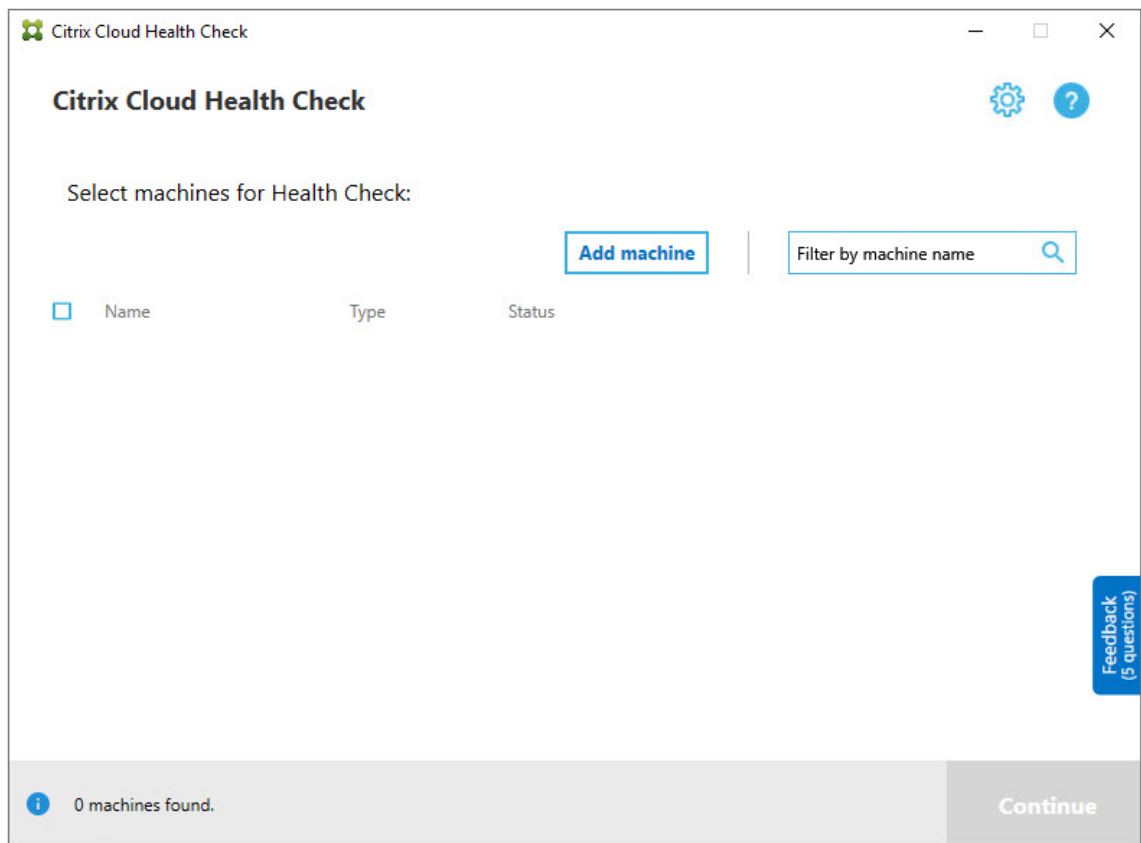 Citrix Cloud Health Check
Citrix Cloud Health Check
?
Select machines for Health Check:
Add machine
Filter by machine name
Name Type Status
Feedback
(5 questions)
i
0 machines found.
Continue